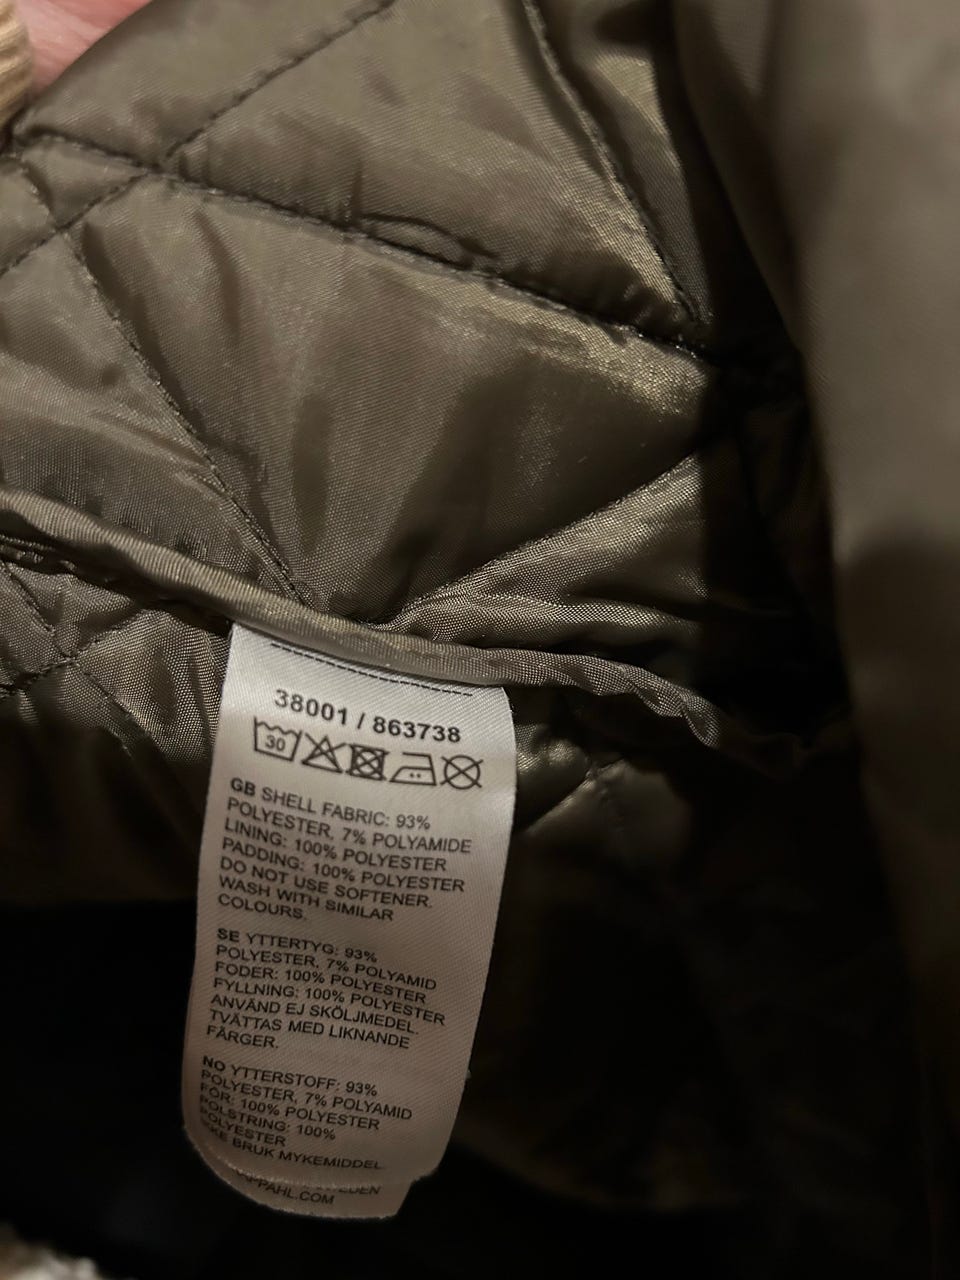 38001 / 863738
30
GB SHELL FABRIC: 93%
POLYESTER, 7% POLYAMIDE
LINING: 100% POLYESTER
PADDING: 100% POLYESTER
DO NOT USE SOFTENER.
WASH WITH SIMILAR
COLOURS.
SE YTTERTYG: 93%
POLYESTER, 7% POLYAMID
FODER: 100% POLYESTER
FYLLNING: 100% POLYESTER
ANVÄND EJ SKÖLJMEDEL.
TVÄTTAS MED LIKNANDE
FÄRGER.
NO YTTERSTOFF: 93%
POLYESTER, 7% POLYAMID
FÔR: 100% POLYESTER
POLSTRING: 100%
POLYESTER
BRUK MYKEMIDDEL